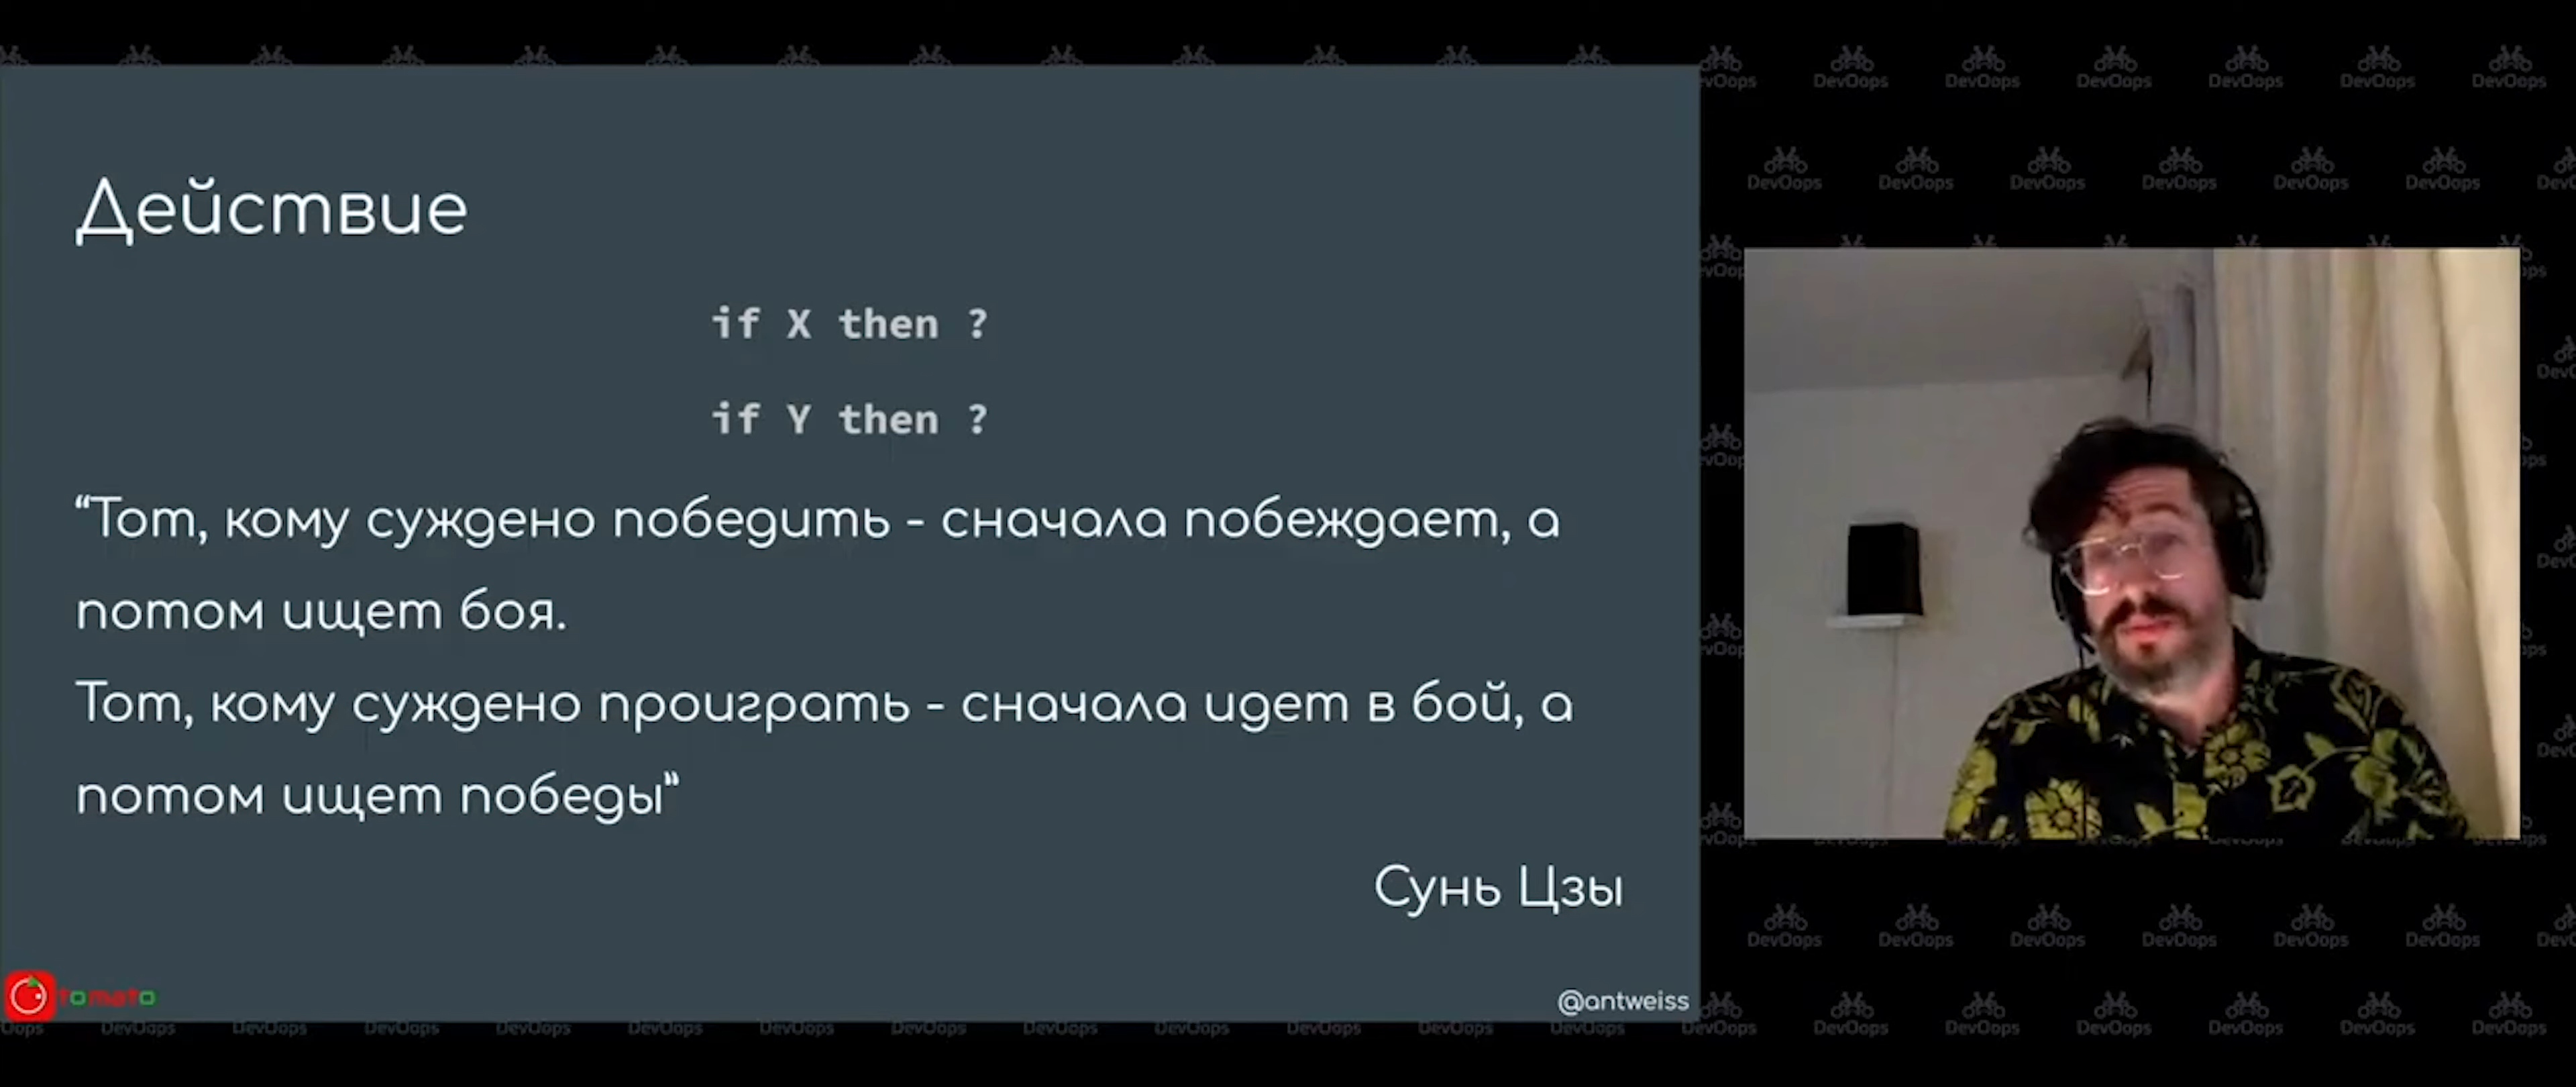 Действие
if X then ?
if Y then ?
“Тот, кому суждено победить - сначала побеждает, а
потом ищет боя.
Тот, кому суждено проиграть - сначала идет в бой, а
потом ищет победы”
Сунь Цзы
tomato
@antweiss
DevOops